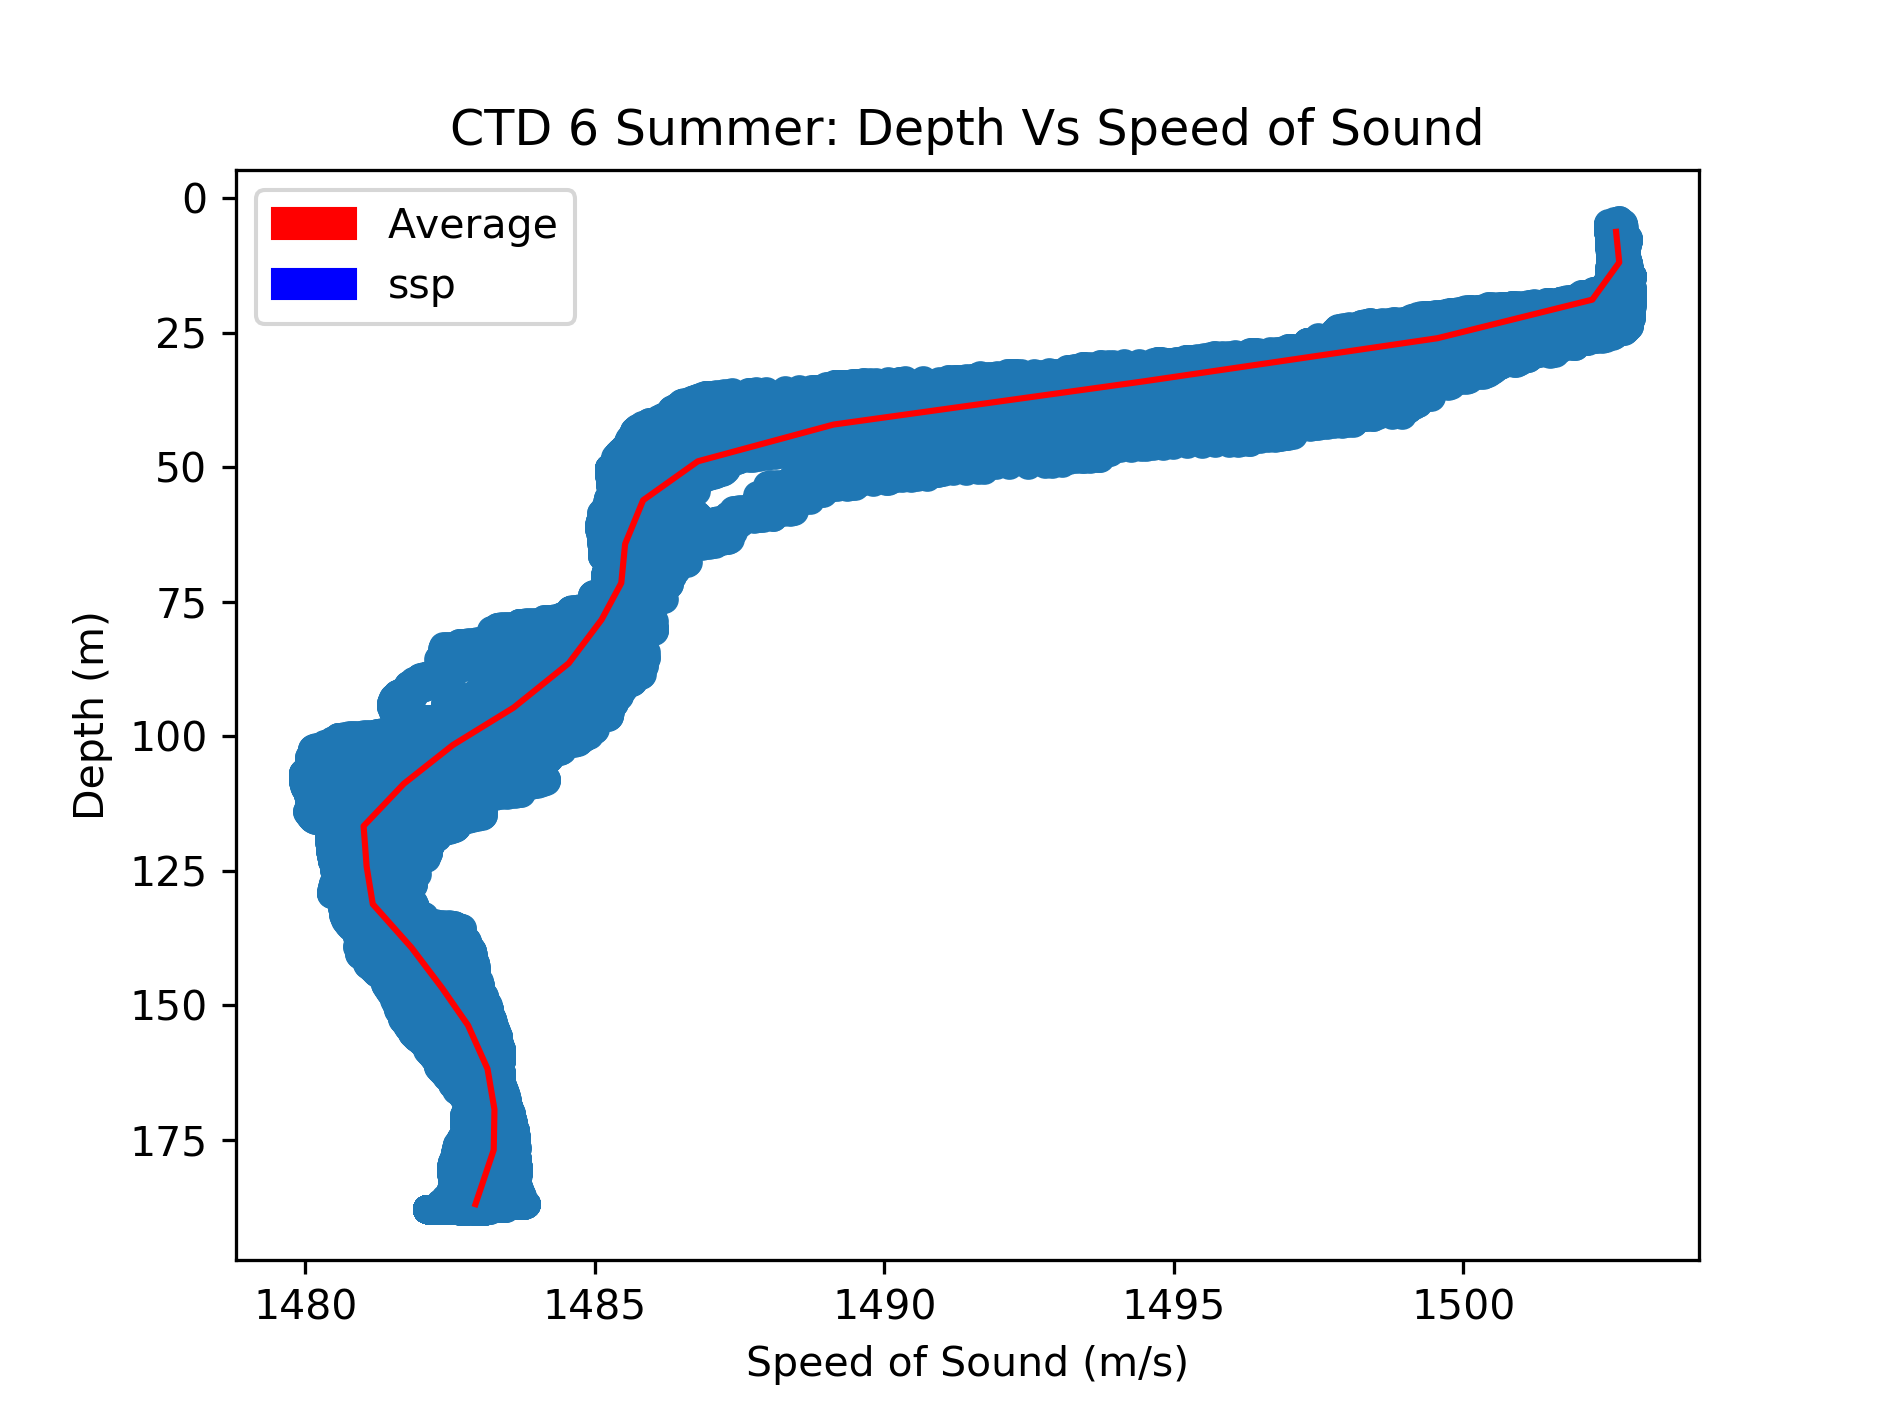 CTD 6 Summer: Depth Vs Speed of Sound
Average
ssp
0
25
50
75
100
125
150
175
Depth (m)
1480 1485 1490 1495 1500
Speed of Sound (m/s)